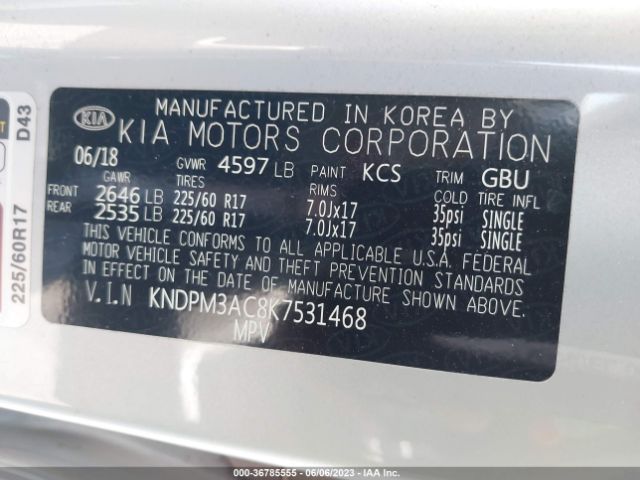 MANUFACTURED IN KOREA BY
KIA KIA MOTORS CORPORATION
06/18 GVWR 4597 LB PAINT KCS TRIM GBU
GAWR TIRES RIMS COLD TIRE INFL
FRONT 2646 LB 225/60 R17 7.0Jx17 35psi SINGLE
REAR 2535 LB 225/60 R17 7.0Jx17 35psi SINGLE
THIS VEHICLE CONFORMS TO ALL APPLICABLE U.S.A. FEDERAL
MOTOR VEHICLE SAFETY AND THEFT PREVENTION STANDARDS
IN EFFECT ON THE DATE OF MANUFACTURE SHOWN ABOVE.
V.I.N KNDPM3AC8K7531468
MPV
D43
225/60R17
000-36785555 - 06/06/2023 - IAAI.com